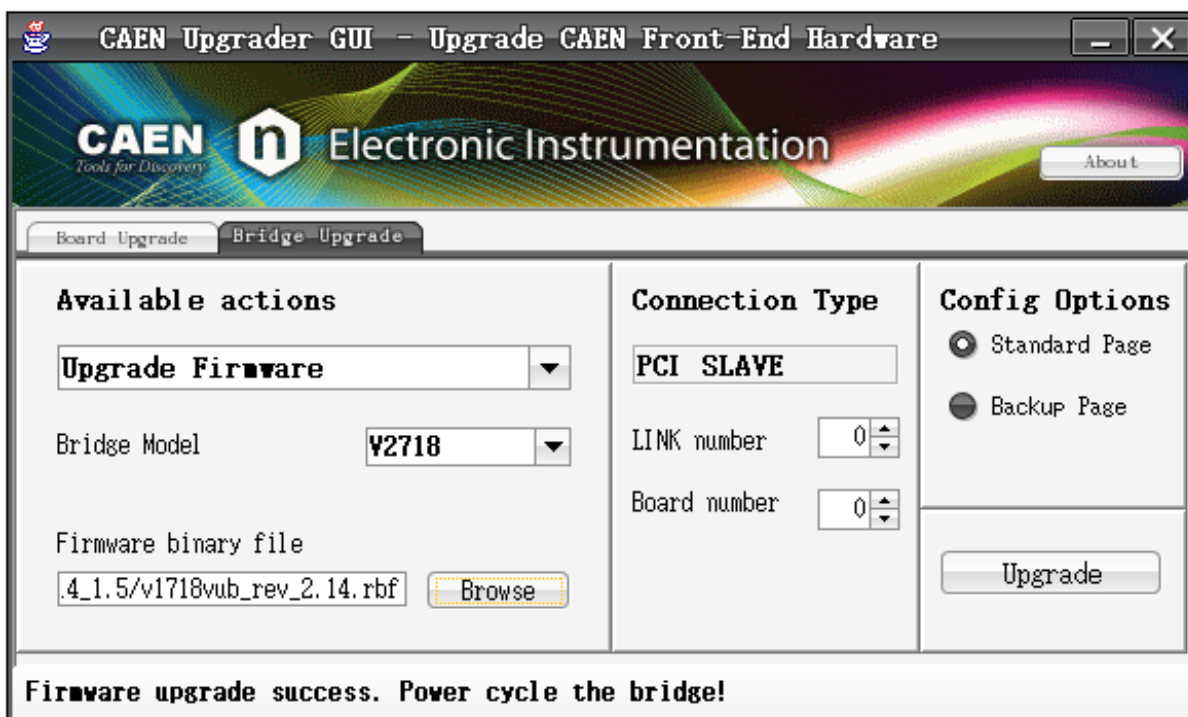 CAEN Upgrader GUI - Upgrade CAEN Front-End Hardware
CAEN
Tools for Discovery
n
Electronic Instrumentation
About
Board Upgrade
Bridge Upgrade
Available actions
Upgrade Firmware
Bridge Model
V2718
Firmware binary file
.4_1.5/v1718vub_rev_2.14.rbf
Browse
Connection Type
PCI SLAVE
LINK number
0
Board number
0
Config Options
Standard Page
Backup Page
Upgrade
Firmware upgrade success. Power cycle the bridge!